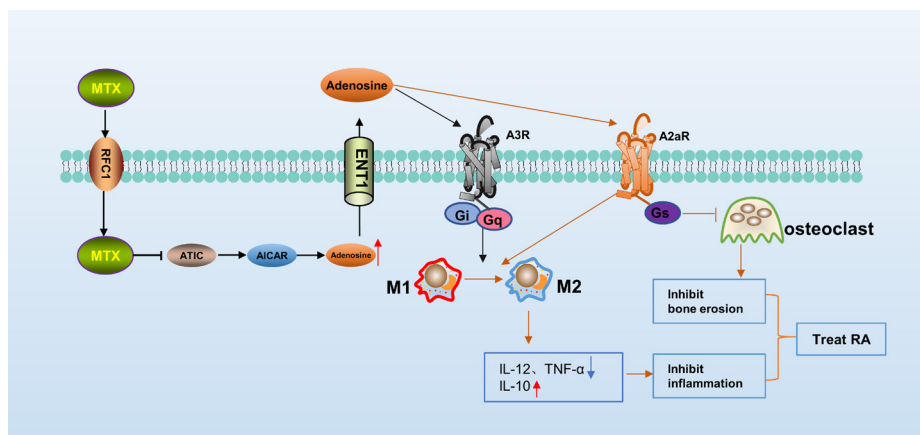 MTX
RFC1
MTX
ATIC
AICAR
Adenosine
ENT1
Adenosine
A3R
Gi
Gq
A2aR
Gs
osteoclast
M1
M2
IL-12、TNF-α
IL-10
Inhibit
bone erosion
Inhibit
inflammation
Treat RA